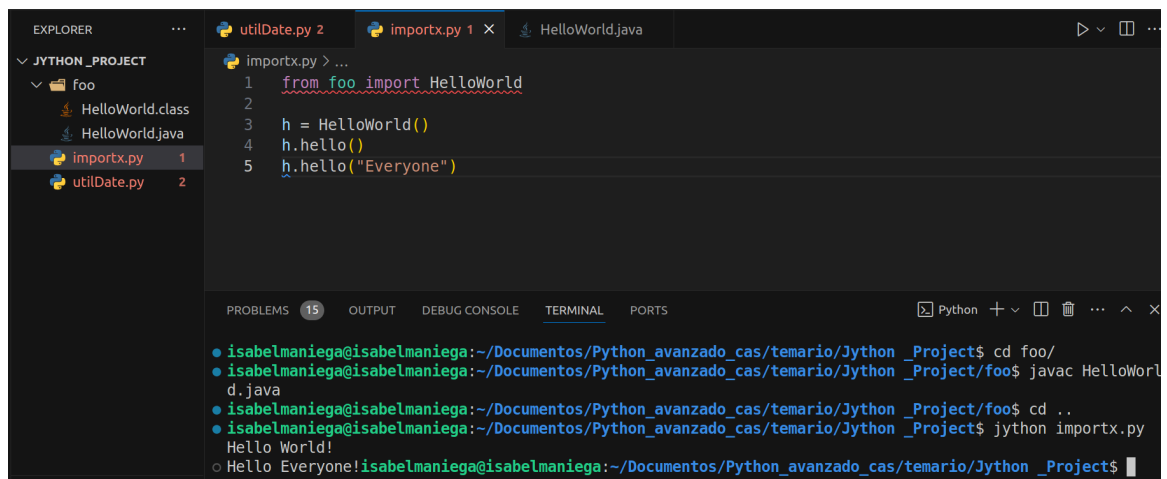 EXPLORER ...
utilDate.py 2 importx.py 1 HelloWorld.java
JYTHON _PROJECT
foo
HelloWorld.class
HelloWorld.java
importx.py 1
utilDate.py 2
importx.py > ...
1 from foo import HelloWorld
2
3 h = HelloWorld()
4 h.hello()
5 h.hello("Everyone")
PROBLEMS 15 OUTPUT DEBUG CONSOLE TERMINAL PORTS Python
isabelmaniega@isabelmaniega:~/Documentos/Python_avanzado_cas/temario/Jython _Project$ cd foo/
isabelmaniega@isabelmaniega:~/Documentos/Python_avanzado_cas/temario/Jython _Project/foo$ javac HelloWorl
d.java
isabelmaniega@isabelmaniega:~/Documentos/Python_avanzado_cas/temario/Jython _Project/foo$ cd ..
isabelmaniega@isabelmaniega:~/Documentos/Python_avanzado_cas/temario/Jython _Project$ jython importx.py
Hello World!
Hello Everyone!isabelmaniega@isabelmaniega:~/Documentos/Python_avanzado_cas/temario/Jython _Project$